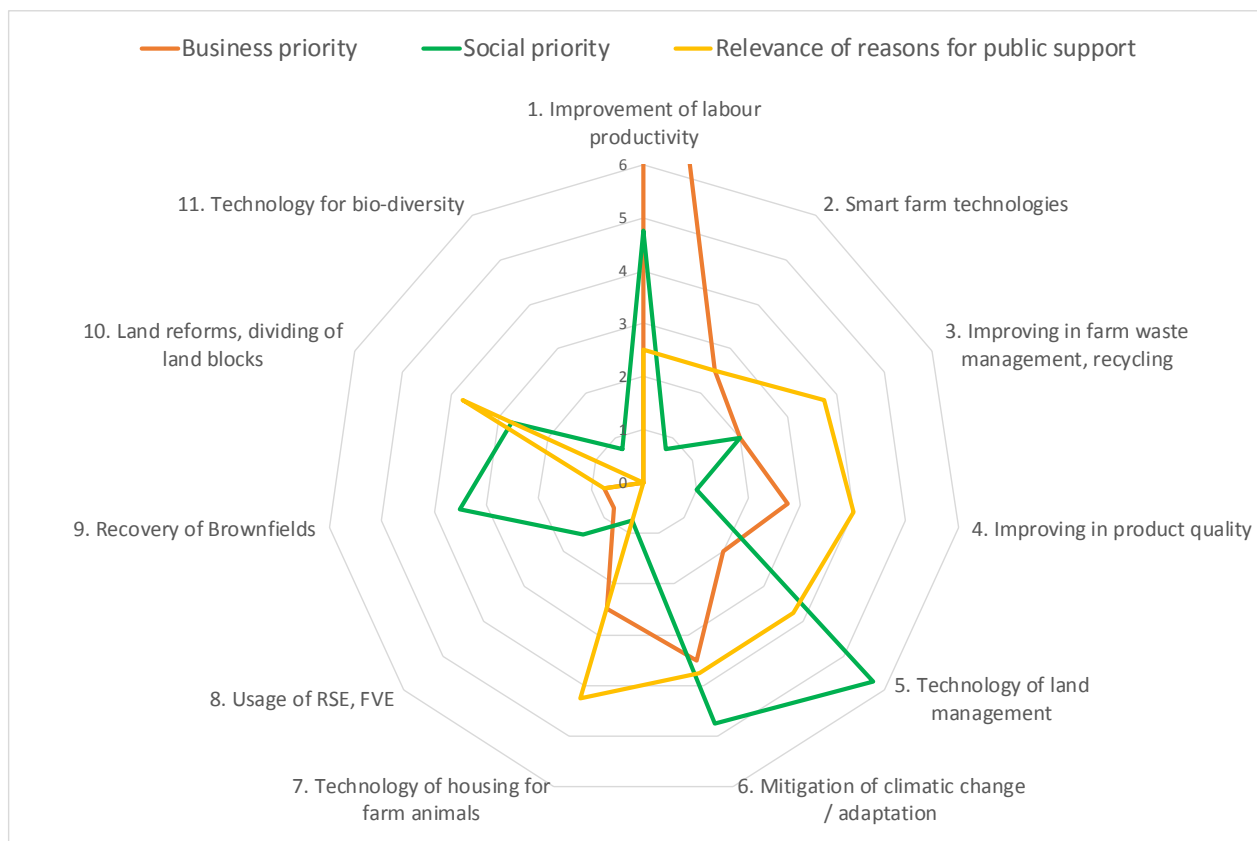 Business priority Social priority Relevance of reasons for public support
1. Improvement of labour
productivity
6
5
4
3
2
1
0
2. Smart farm technologies
3. Improving in farm waste
management, recycling
4. Improving in product quality
5. Technology of land
management
6. Mitigation of climatic change
/ adaptation
7. Technology of housing for
farm animals
8. Usage of RSE, FVE
9. Recovery of Brownfields
10. Land reforms, dividing of
land blocks
11. Technology for bio-diversity